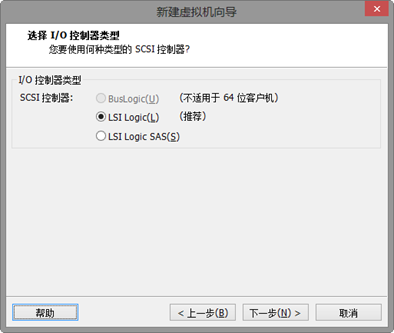 新建虚拟机向导
选择 I/O 控制器类型
您要使用何种类型的 SCSI 控制器?
I/O 控制器类型
SCSI 控制器: BusLogic(U) (不适用于 64 位客户机)
LSI Logic(L) (推荐)
LSI Logic SAS(S)
帮助 < 上一步(B) 下一步(N) > 取消